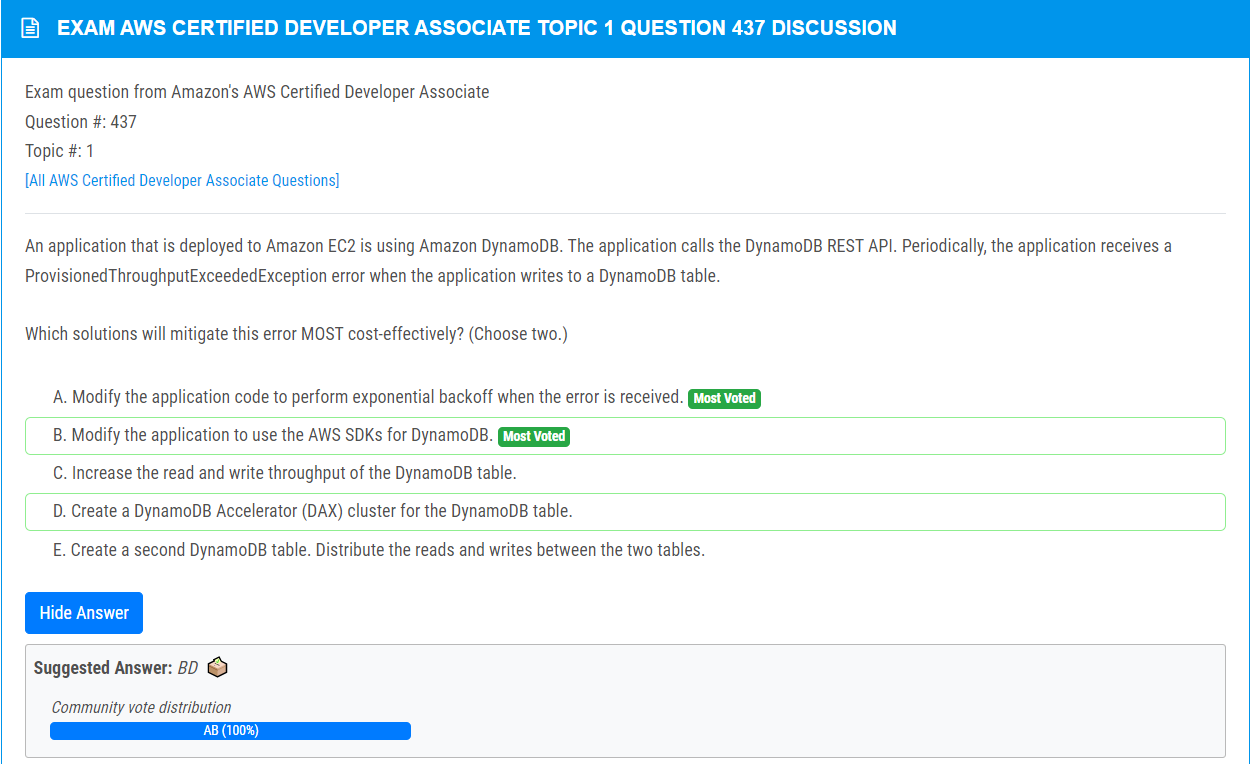 EXAM AWS CERTIFIED DEVELOPER ASSOCIATE TOPIC 1 QUESTION 437 DISCUSSION
Exam question from Amazon's AWS Certified Developer Associate
Question #: 437
Topic #: 1
[All AWS Certified Developer Associate Questions]
An application that is deployed to Amazon EC2 is using Amazon DynamoDB. The application calls the DynamoDB REST API. Periodically, the application receives a
ProvisionedThroughputExceededException error when the application writes to a DynamoDB table.
Which solutions will mitigate this error MOST cost-effectively? (Choose two.)
A. Modify the application code to perform exponential backoff when the error is received. Most Voted
B. Modify the application to use the AWS SDKs for DynamoDB. Most Voted
C. Increase the read and write throughput of the DynamoDB table.
D. Create a DynamoDB Accelerator (DAX) cluster for the DynamoDB table.
E. Create a second DynamoDB table. Distribute the reads and writes between the two tables.
Hide Answer
Suggested Answer: BD
Community vote distribution
AB (100%)